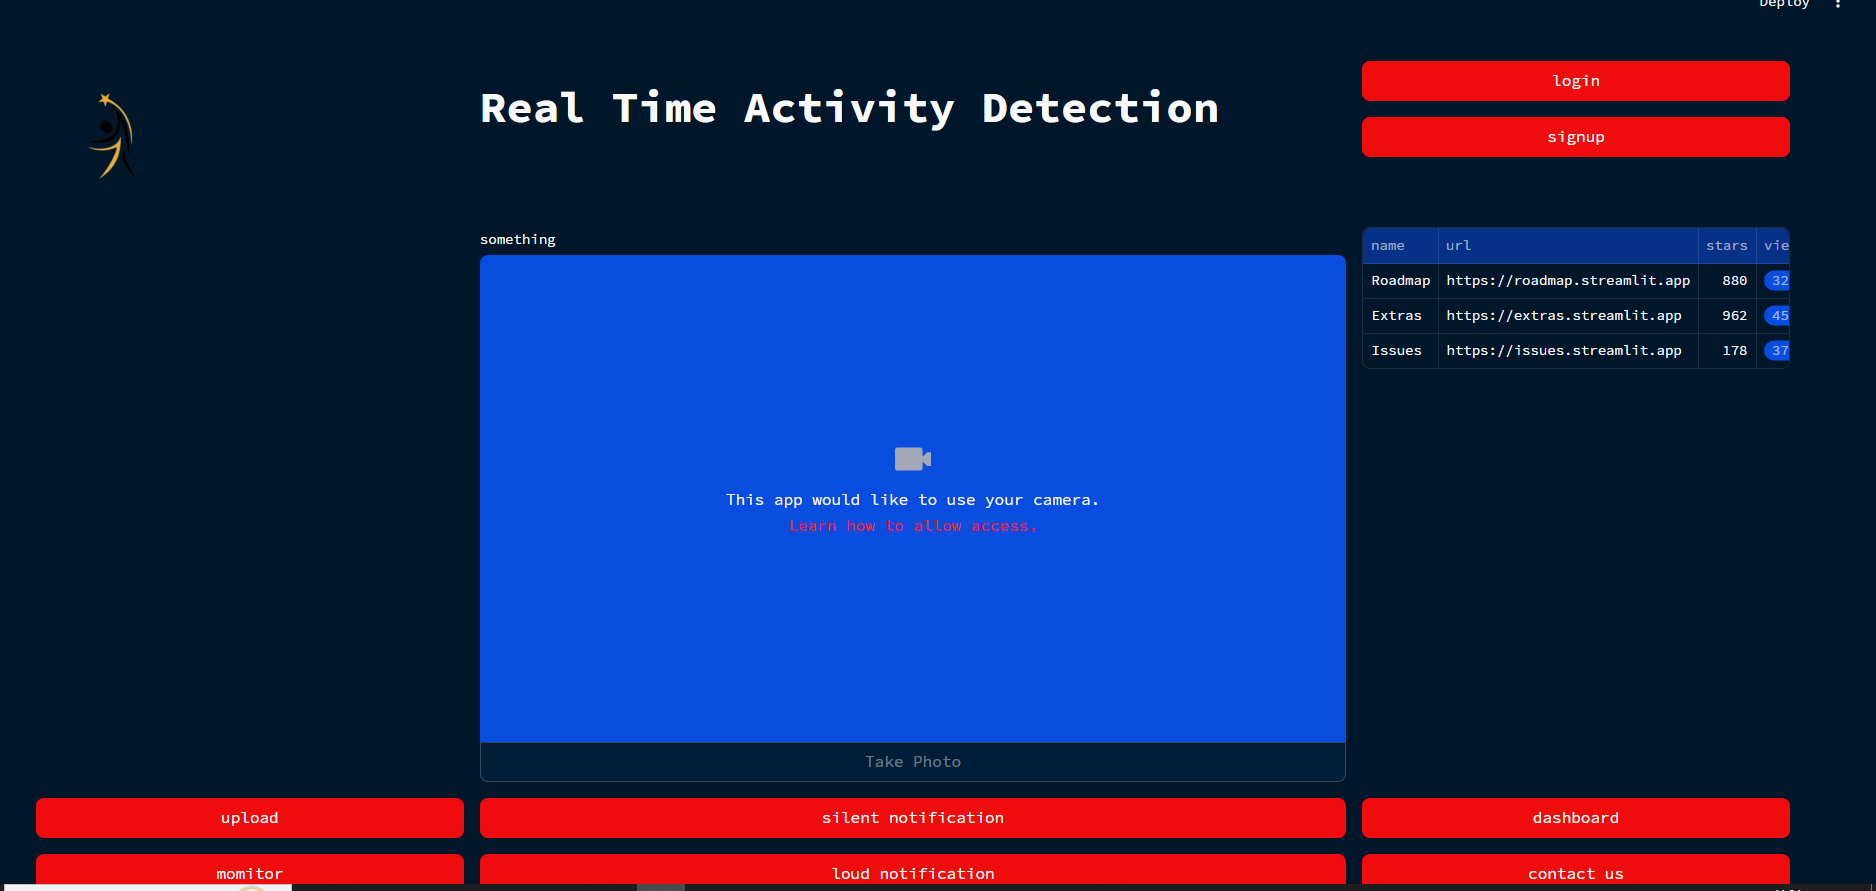 Deploy
login
Real Time Activity Detection
signup
something
name url stars vie
Roadmap https://roadmap.streamlit.app 880 32
Extras https://extras.streamlit.app 962 45
Issues https://issues.streamlit.app 178 37
This app would like to use your camera.
Learn how to allow access.
Take Photo
upload silent notification dashboard
momitor loud notification contact us